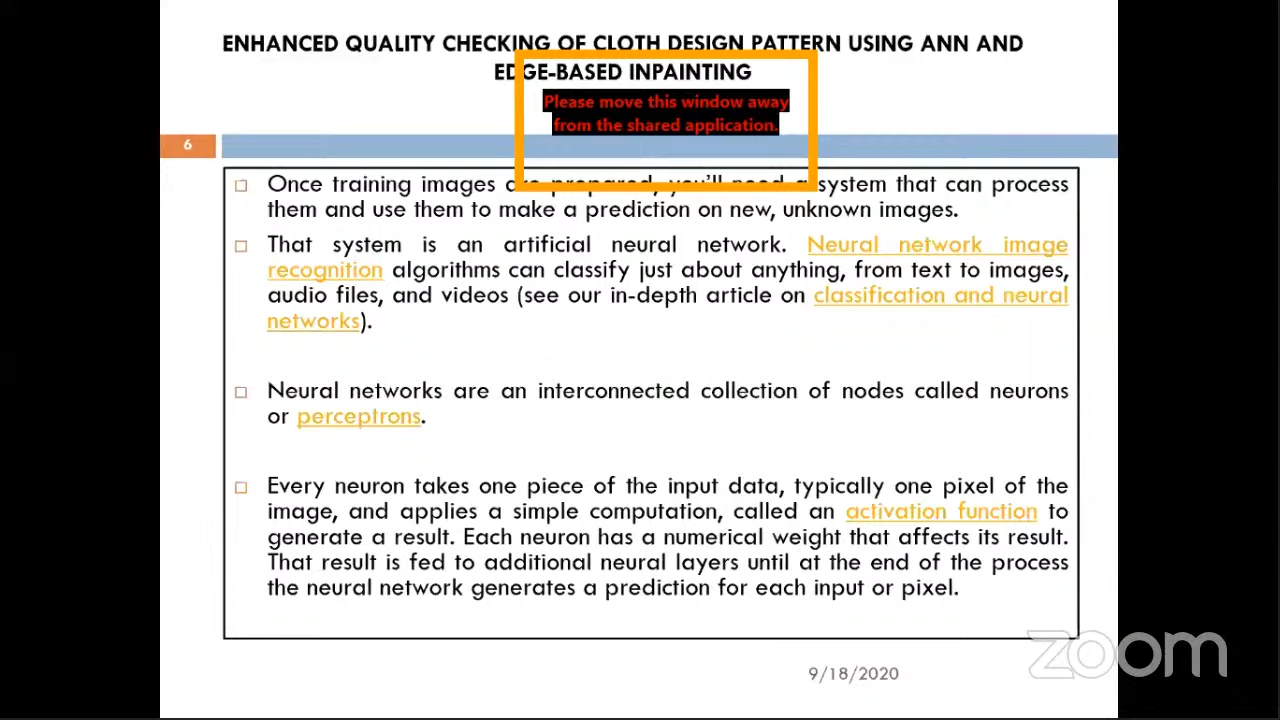 ENHANCED QUALITY CHECKING OF CLOTH DESIGN PATTERN USING ANN AND
EDGE-BASED INPAINTING
Please move this window away
from the shared application.
6
Once training images are prepared, you'll need a system that can process
them and use them to make a prediction on new, unknown images.
That system is an artificial neural network. Neural network image
recognition algorithms can classify just about anything, from text to images,
audio files, and videos (see our in-depth article on classification and neural
networks).
Neural networks are an interconnected collection of nodes called neurons
or perceptrons.
Every neuron takes one piece of the input data, typically one pixel of the
image, and applies a simple computation, called an activation function to
generate a result. Each neuron has a numerical weight that affects its result.
That result is fed to additional neural layers until at the end of the process
the neural network generates a prediction for each input or pixel.
9/18/2020
zoom